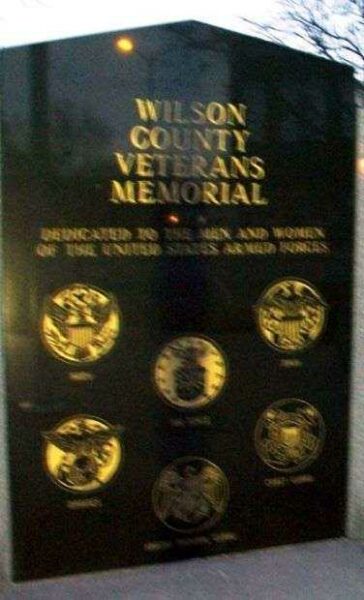 WILSON
COUNTY
VETERANS
MEMORIAL
DEDICATED TO THE MEN AND WOMEN
OF THE UNITED STATES ARMED FORCES